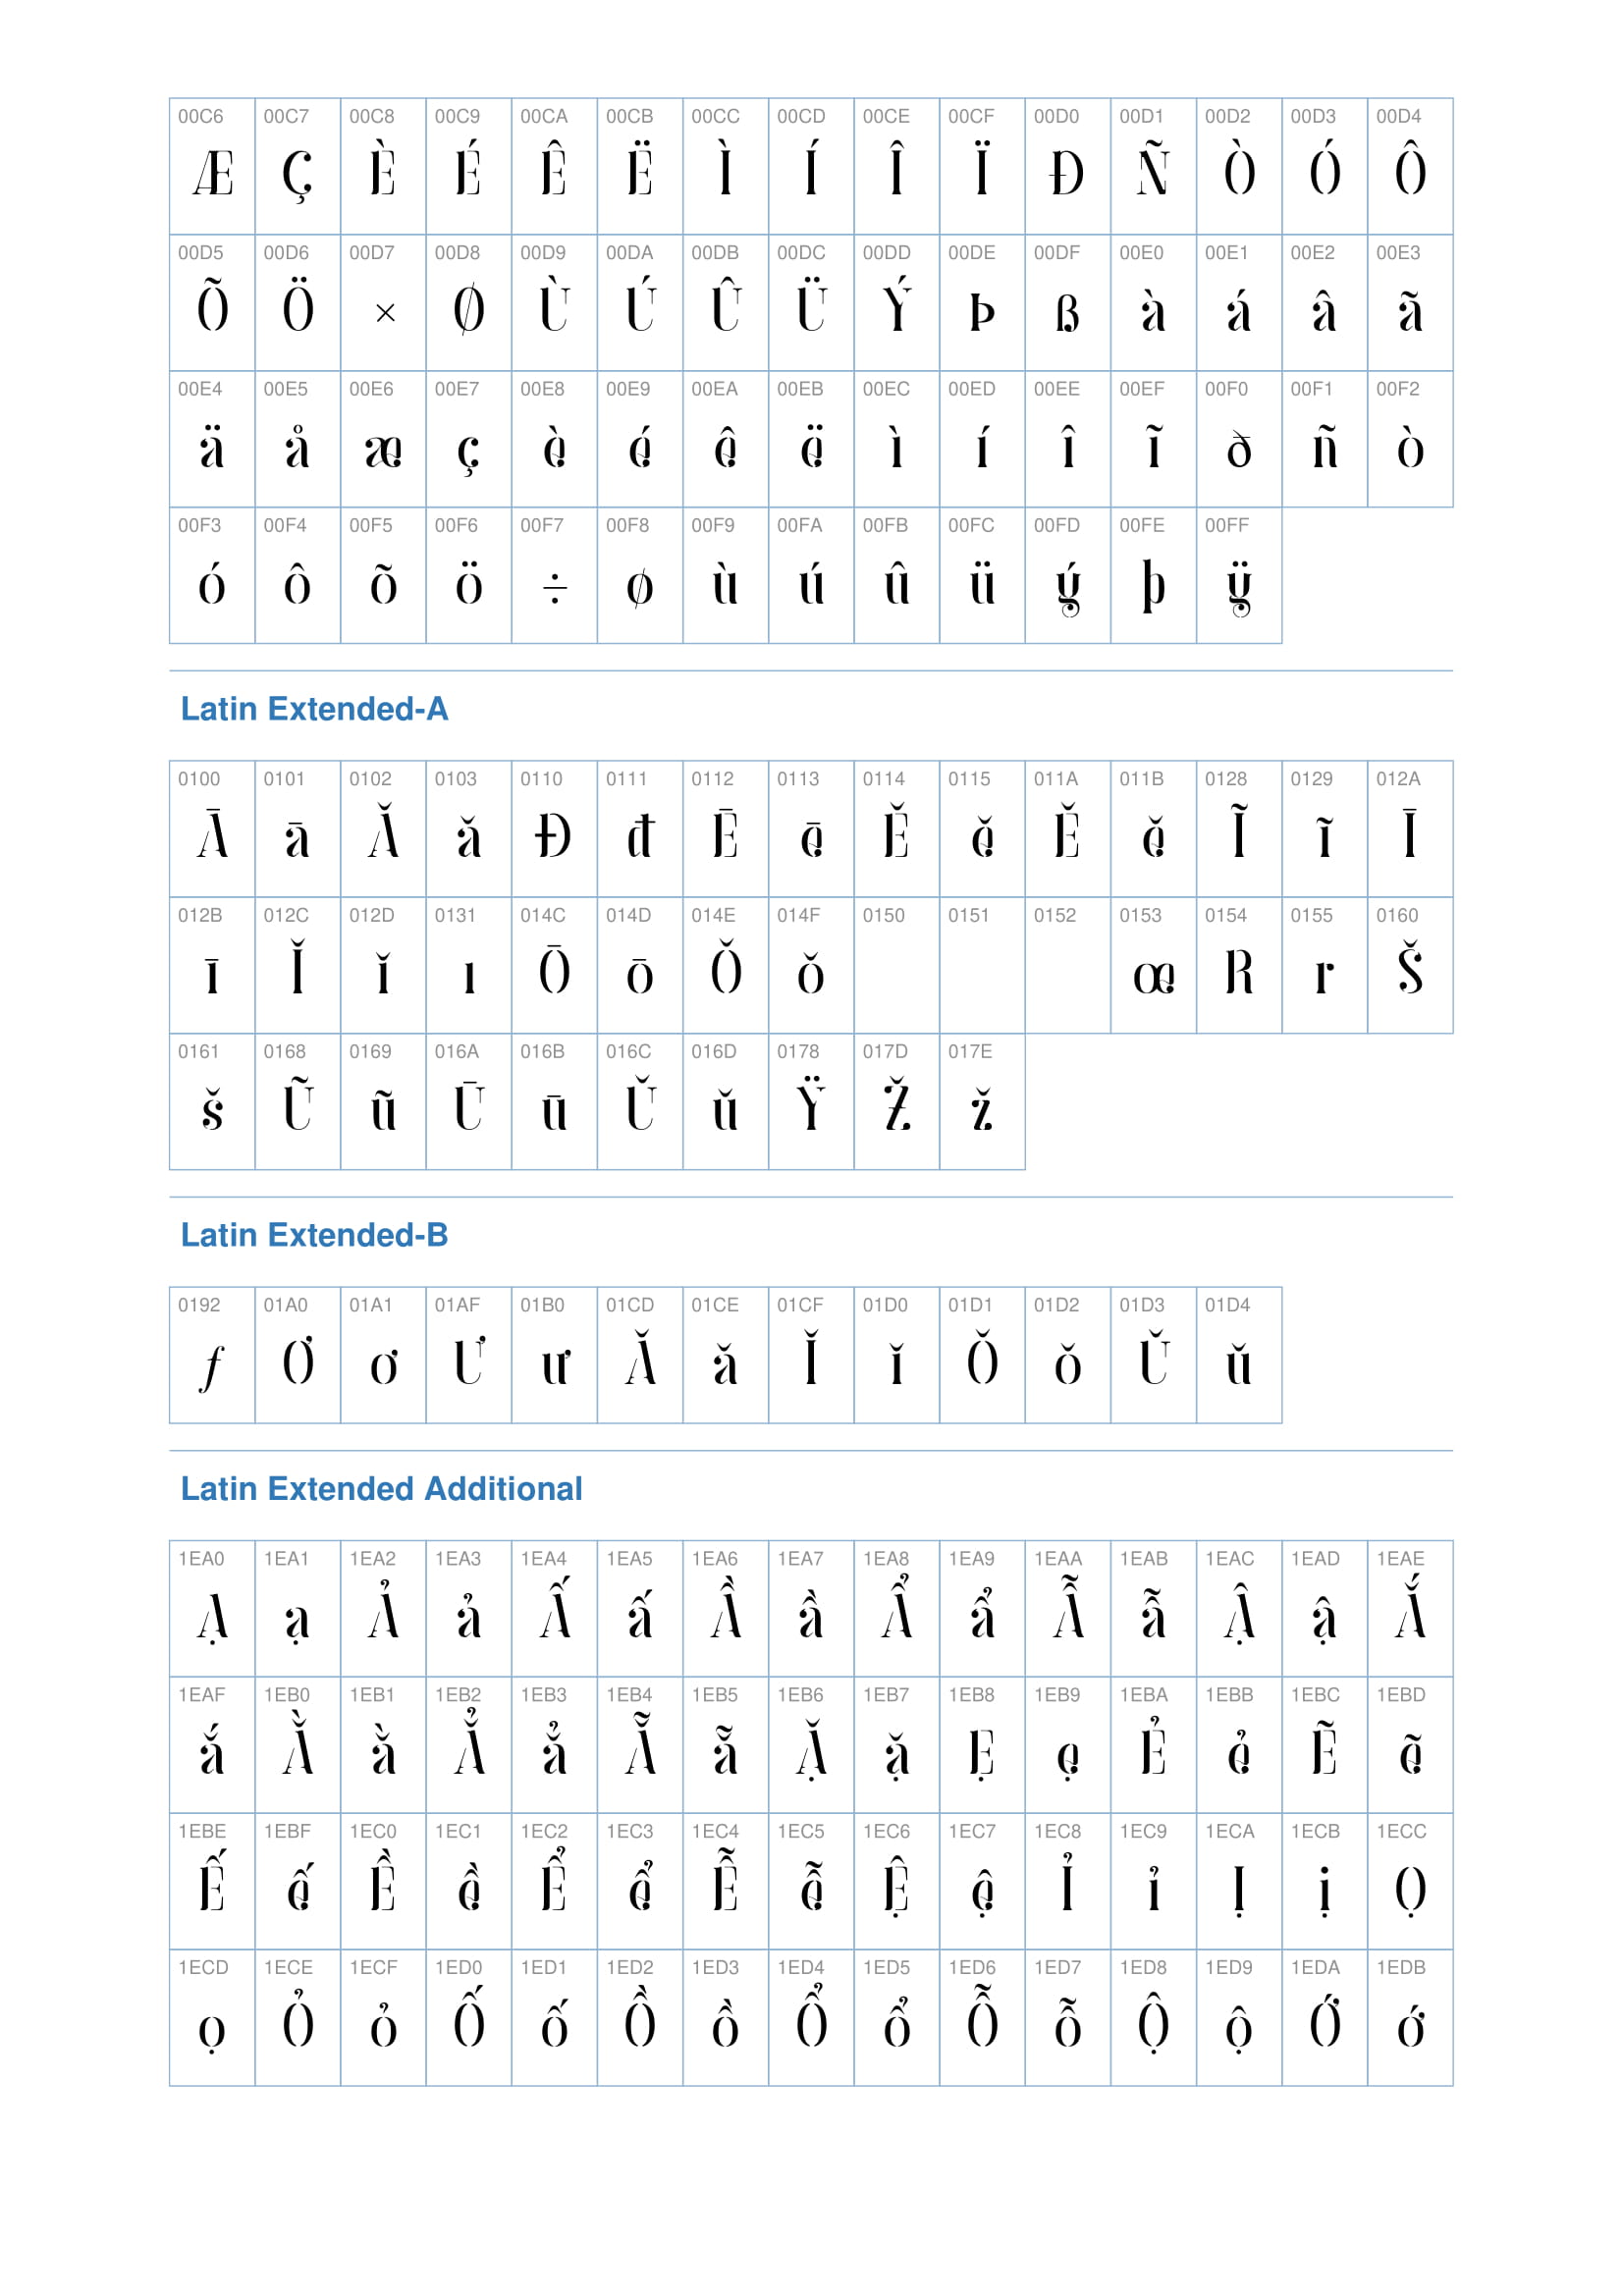 00C6 00C7 00C8 00C9 00CA 00CB 00CC 00CD 00CE 00CF 00D0 00D1 00D2 00D3 00D4
Æ Ç È É Ê Ë Ì Í Î Ï Ð Ñ Ò Ó Ô
00D5 00D6 00D7 00D8 00D9 00DA 00DB 00DC 00DD 00DE 00DF 00E0 00E1 00E2 00E3
Õ Ö × Ø Ù Ú Û Ü Ý Þ ß à á â ã
00E4 00E5 00E6 00E7 00E8 00E9 00EA 00EB 00EC 00ED 00EE 00EF 00F0 00F1 00F2
ä å æ ç è é ê ë ì í î ĩ ð ñ ò
00F3 00F4 00F5 00F6 00F7 00F8 00F9 00FA 00FB 00FC 00FD 00FE 00FF
ó ô õ ö ÷ ø ù ú û ü ý þ ÿ
Latin Extended-A
0100 0101 0102 0103 0110 0111 0112 0113 0114 0115 011A 011B 0128 0129 012A
Ā ā Ă ă Đ đ Ē ē Ĕ ĕ Ě ě Ĩ ĩ Ī
012B 012C 012D 0131 014C 014D 014E 014F 0150 0151 0152 0153 0154 0155 0160
ī Ĭ ĭ ı Ō ō Ŏ ŏ œ R r Š
0161 0168 0169 016A 016B 016C 016D 0178 017D 017E
š Ũ ũ Ū ū Ŭ ŭ Ÿ Ž ž
Latin Extended-B
0192 01A0 01A1 01AF 01B0 01CD 01CE 01CF 01D0 01D1 01D2 01D3 01D4
ƒ Ơ ơ Ư ư Ǎ ǎ Ǐ ǐ Ǒ ǒ Ǔ ǔ
Latin Extended Additional
1EA0 1EA1 1EA2 1EA3 1EA4 1EA5 1EA6 1EA7 1EA8 1EA9 1EAA 1EAB 1EAC 1EAD 1EAE
Ạ ạ Ả ả Ấ ấ Ầ ầ Ẩ ẩ Ẫ ẫ Ậ ậ Ắ
1EAF 1EB0 1EB1 1EB2 1EB3 1EB4 1EB5 1EB6 1EB7 1EB8 1EB9 1EBA 1EBB 1EBC 1EBD
ắ Ằ ằ Ẳ ẳ Ẵ ẵ Ặ ặ Ẹ ẹ Ẻ ẻ Ẽ ẽ
1EBE 1EBF 1EC0 1EC1 1EC2 1EC3 1EC4 1EC5 1EC6 1EC7 1EC8 1EC9 1ECA 1ECB 1ECC
Ế ế Ề ề Ể ể Ễ ễ Ệ ệ Ỉ ỉ Ị ị Ọ
1ECD 1ECE 1ECF 1ED0 1ED1 1ED2 1ED3 1ED4 1ED5 1ED6 1ED7 1ED8 1ED9 1EDA 1EDB
ọ Ỏ ỏ Ố ố Ồ ồ Ổ ổ Ỗ ỗ Ộ ộ Ớ ớ